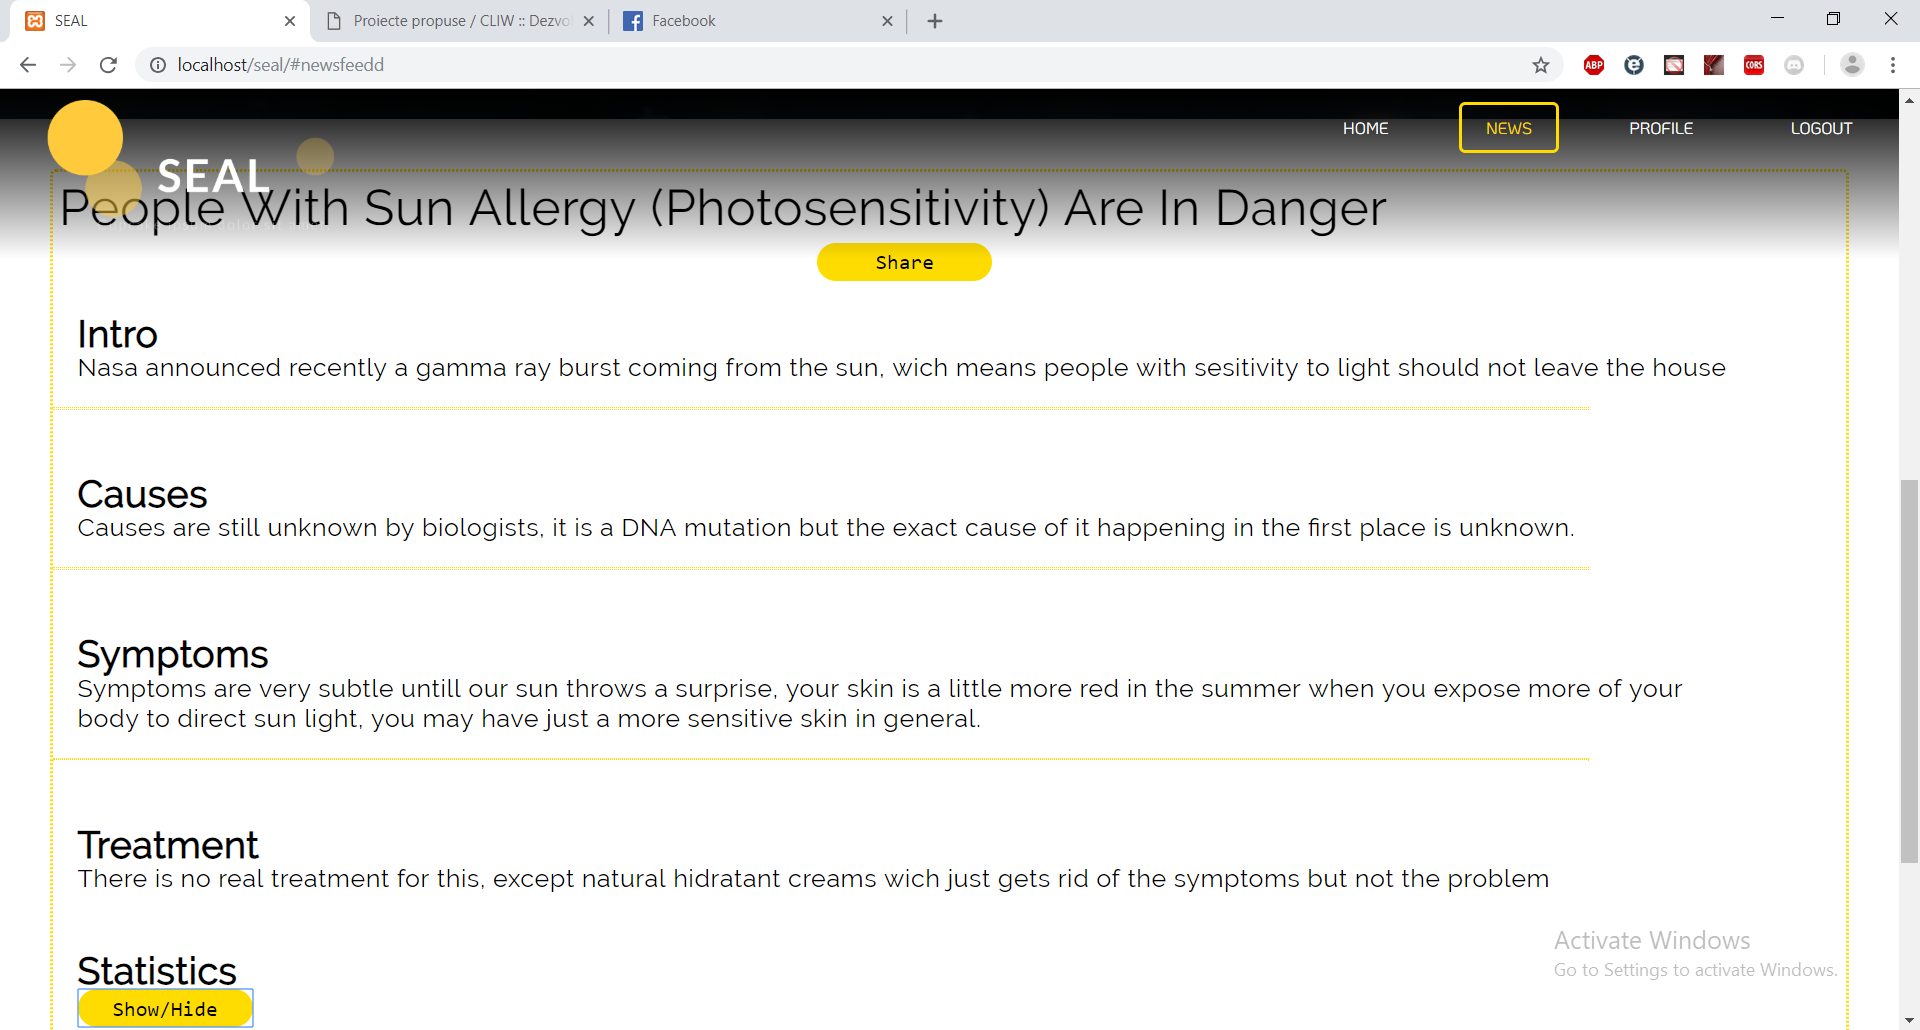 SEAL
Proiecte propuse / CLIW :: Dezvo
Facebook
localhost/seal/#newsfeedd
ABP
CORS
HOME
NEWS
PROFILE
LOGOUT
SEAL
People With Sun Allergy (Photosensitivity) Are In Danger
Share
Intro
Nasa announced recently a gamma ray burst coming from the sun, wich means people with sesitivity to light should not leave the house
Causes
Causes are still unknown by biologists, it is a DNA mutation but the exact cause of it happening in the first place is unknown.
Symptoms
Symptoms are very subtle untill our sun throws a surprise, your skin is a little more red in the summer when you expose more of your
body to direct sun light, you may have just a more sensitive skin in general.
Treatment
There is no real treatment for this, except natural hidratant creams wich just gets rid of the symptoms but not the problem
Statistics
Show/Hide
Activate Windows
Go to Settings to activate Windows.